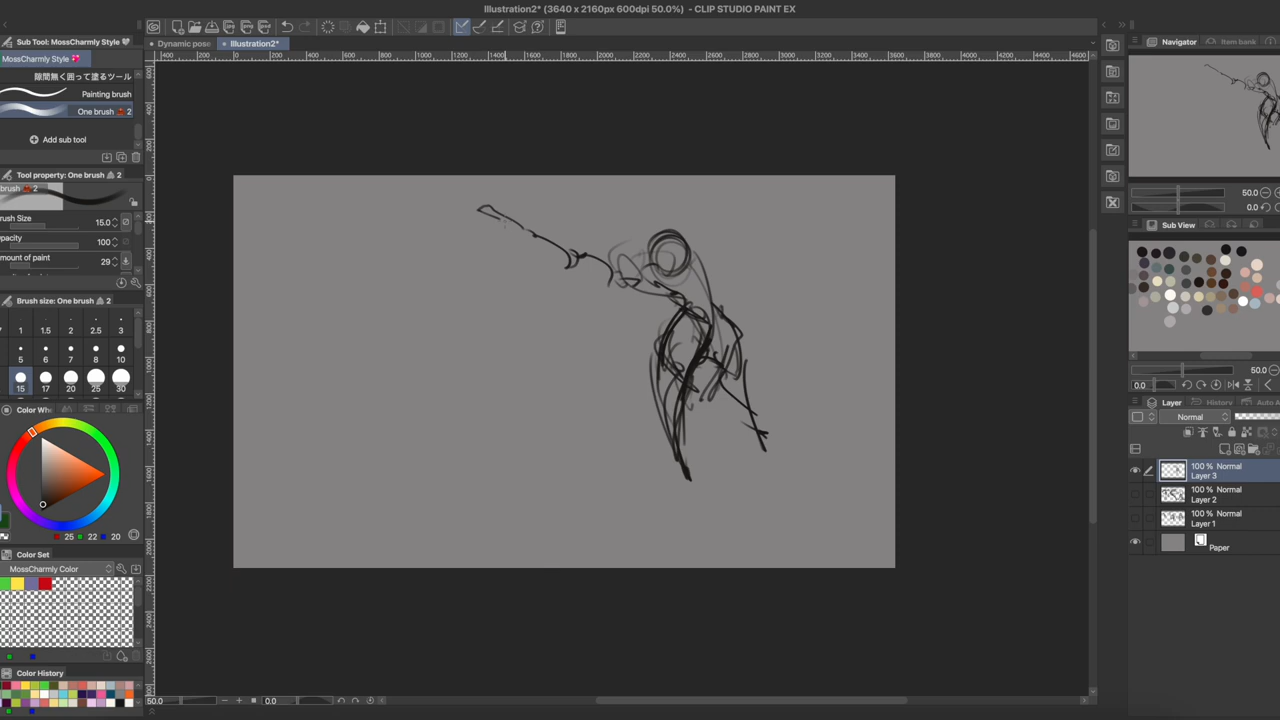 Illustration2* (3640 x 2160px 600dpi 50.0%) - CLIP STUDIO PAINT EX
Sub Tool: MossCharmly Style
Dynamic pose
Illustration2*
Navigator
Item bank
MossCharmly Style
隙間無く囲って塗るツール
Painting brush
One brush 2
Add sub tool
Tool property: One brush 2
brush 2
rush Size 15.0
pacity 100
mount of paint 29
Brush size: One brush 2
1 1.5 2 2.5 3
5 6 7 8 10
15 17 20 25 30
Color Whe
25 22 20
Color Set
MossCharmly Color
Color History
50.0
0.0
50.0
0.0
Sub View
50.0
0.0
Layer
History
Auto A
Normal
100 % Normal
Layer 3
100 % Normal
Layer 2
100 % Normal
Layer 1
Paper